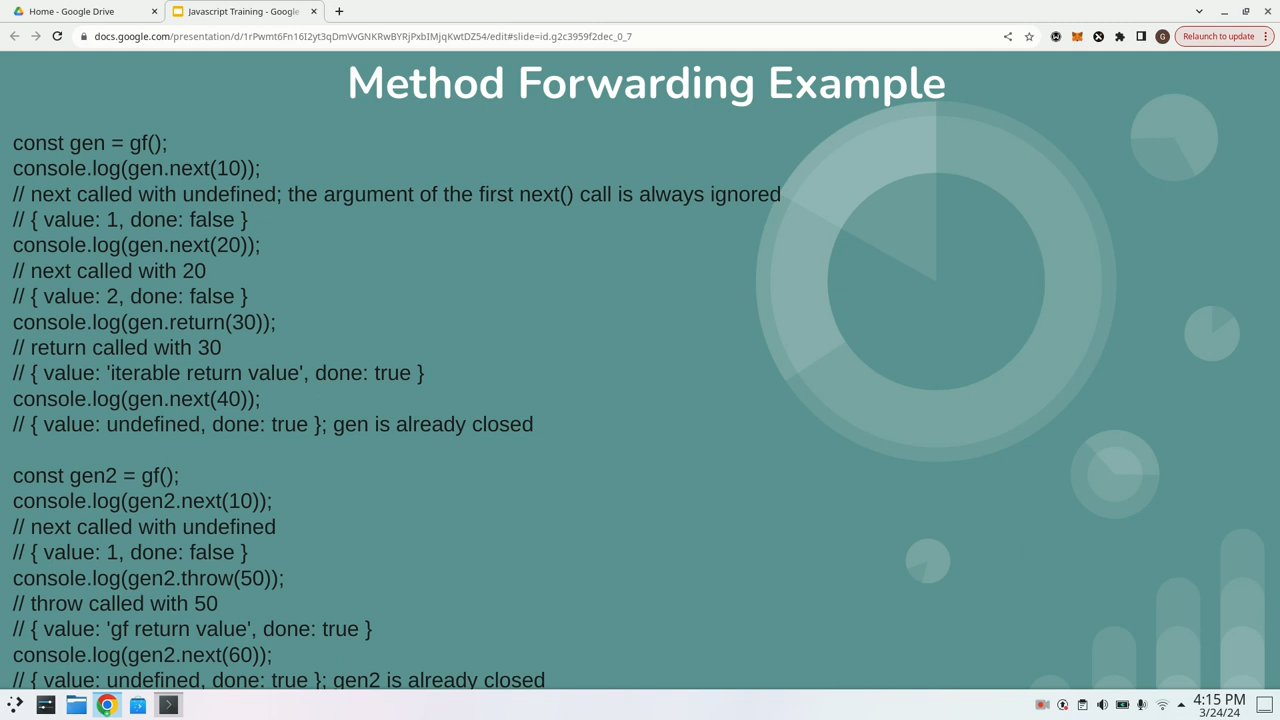 Home - Google Drive
Javascript Training - Google
docs.google.com/presentation/d/1rPwmt6Fn16I2yt3qDmVvGNKRwBYRjPxbIMjqKwtDZ54/edit#slide=id.g2c3959f2dec_0_7
G
Relaunch to update
Method Forwarding Example
const gen = gf();
console.log(gen.next(10));
// next called with undefined; the argument of the first next() call is always ignored
// { value: 1, done: false }
console.log(gen.next(20));
// next called with 20
// { value: 2, done: false }
console.log(gen.return(30));
// return called with 30
// { value: 'iterable return value', done: true }
console.log(gen.next(40));
// { value: undefined, done: true }; gen is already closed
const gen2 = gf();
console.log(gen2.next(10));
// next called with undefined
// { value: 1, done: false }
console.log(gen2.throw(50));
// throw called with 50
// { value: 'gf return value', done: true }
console.log(gen2.next(60));
// { value: undefined, done: true }; gen2 is already closed
4:15 PM
3/24/24